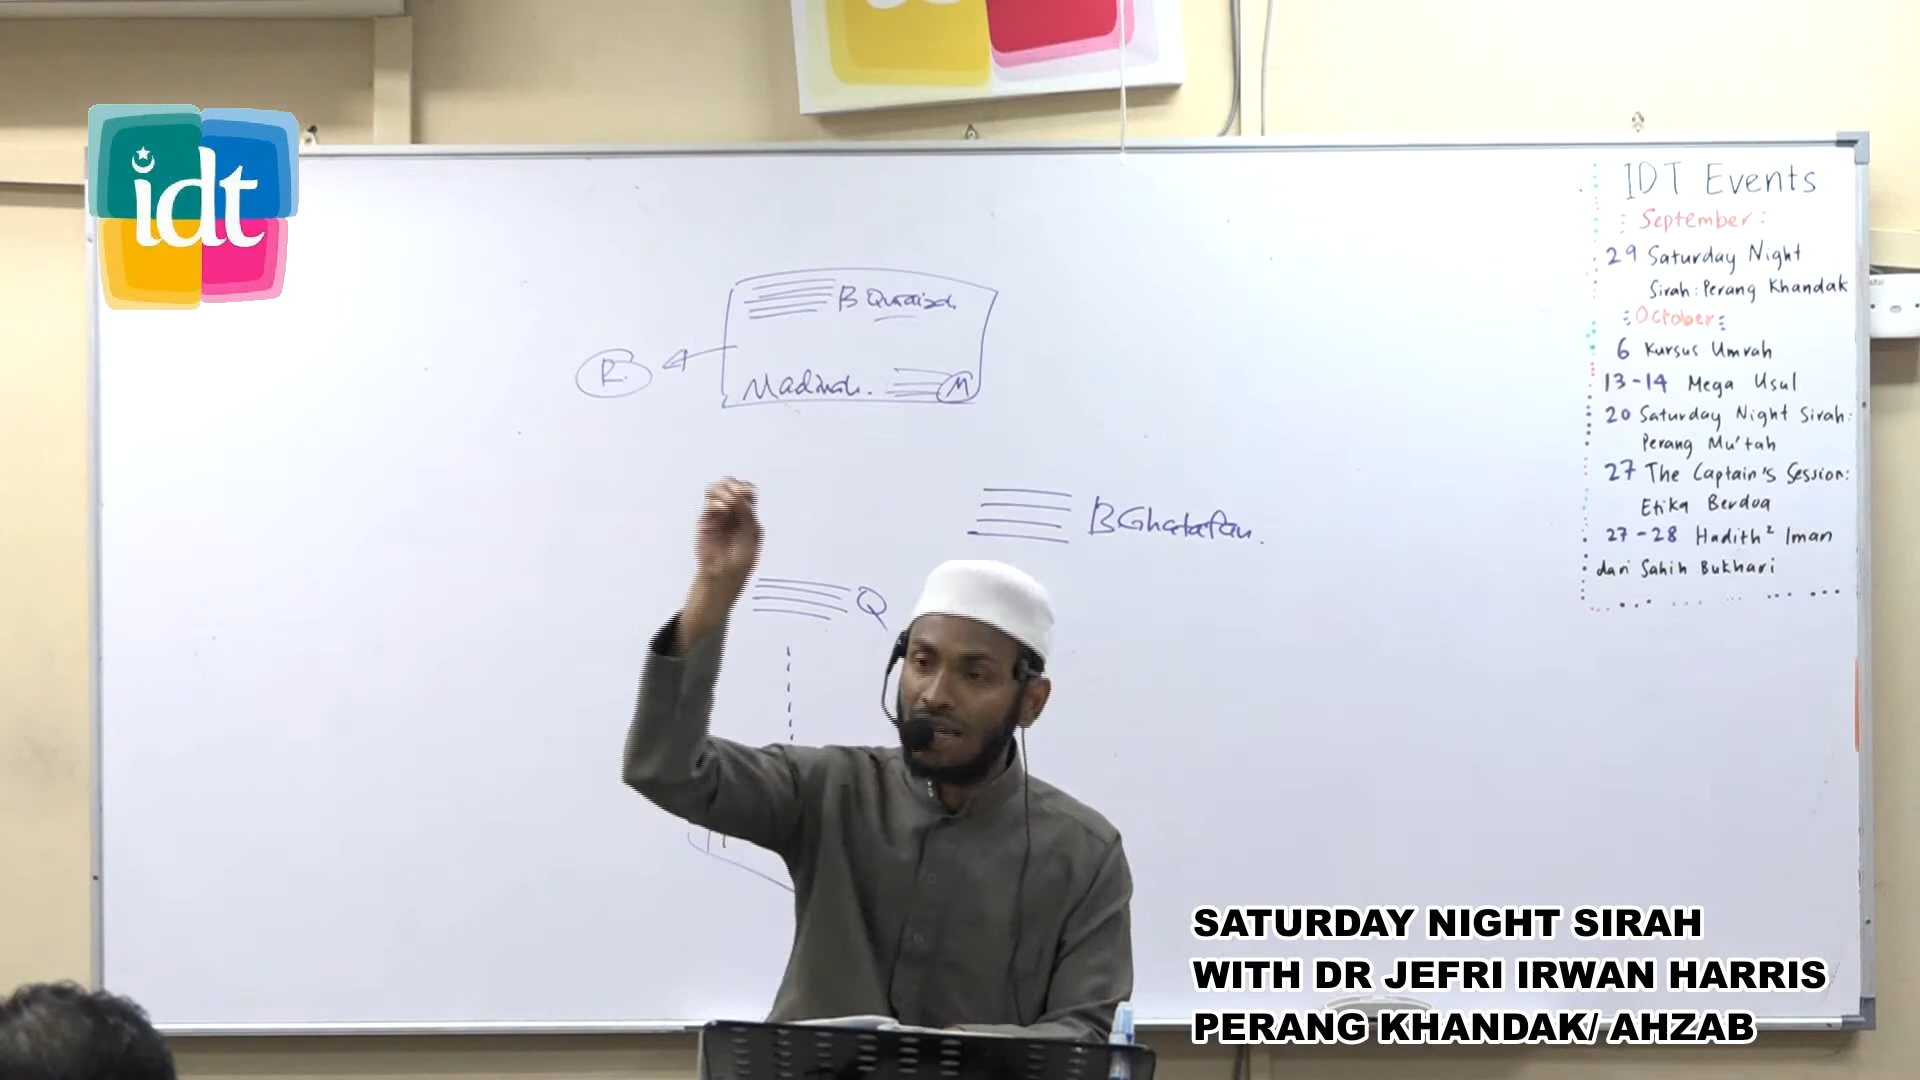 idt
IDT Events
September:
29 Saturday Night
Sirah: Perang Khandak
October:
6 Kursus Umrah
13-14 Mega Usul
20 Saturday Night Sirah:
Perang Mu'tah
27 The Captain's Session:
Etika Berdoa
27-28 Hadith² Iman
dari Sahih Bukhari
B Quraizah
R
Madinah. M
B Ghatafan.
Q
SATURDAY NIGHT SIRAH
WITH DR JEFRI IRWAN HARRIS
PERANG KHANDAK/ AHZAB